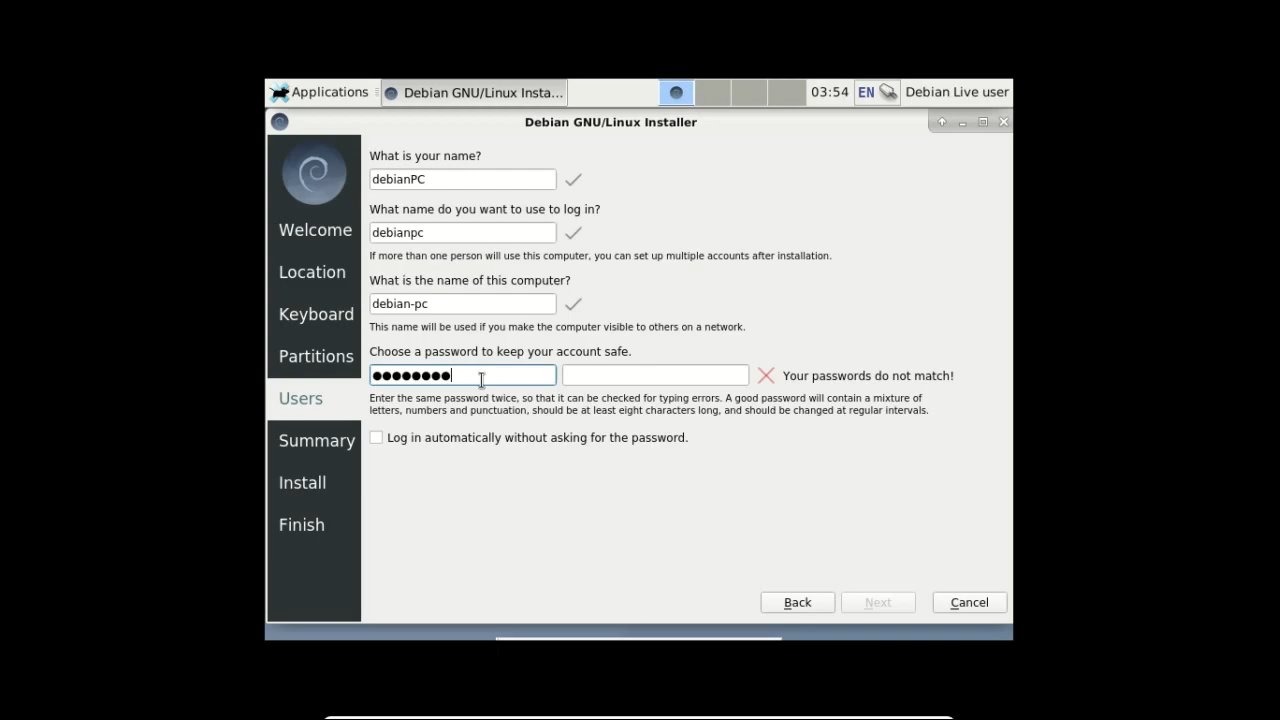 Applications
Debian GNU/Linux Insta...
03:54
EN
Debian Live user
Debian GNU/Linux Installer
Welcome
Location
Keyboard
Partitions
Users
Summary
Install
Finish
What is your name?
debianPC
What name do you want to use to log in?
debianpc
If more than one person will use this computer, you can set up multiple accounts after installation.
What is the name of this computer?
debian-pc
This name will be used if you make the computer visible to others on a network.
Choose a password to keep your account safe.
●●●●●●●●
Your passwords do not match!
Enter the same password twice, so that it can be checked for typing errors. A good password will contain a mixture of
letters, numbers and punctuation, should be at least eight characters long, and should be changed at regular intervals.
Log in automatically without asking for the password.
Back
Next
Cancel